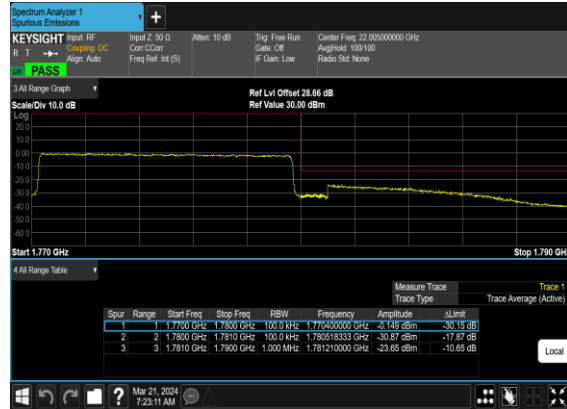 Spectrum Analyzer 1
Spurious Emissions
KEYSIGHT Input: RF Input Z: 50 Ω Atten: 10 dB Trig: Free Run Center Freq: 22.005000000 GHz
R T Coupling: DC Corr CCorr Gate: Off Avg|Hold: 100/100
Align: Auto Freq Ref: Int (S) IF Gain: Low Radio Std: None
PASS
3 All Range Graph
Ref Lvl Offset 28.66 dB
Scale/Div 10.0 dB Ref Value 30.00 dBm
Log
20.0
10.0
0.00
-10.0
-20.0
-30.0
-40.0
-50.0
-60.0
Start 1.770 GHz Stop 1.790 GH
4 All Range Table
Measure Trace Trace 1
Trace Type Trace Average (Active)
Spur Range Start Freq Stop Freq RBW Frequency Amplitude ΔLimit
1 1 1.7700 GHz 1.7800 GHz 100.0 kHz 1.770400000 GHz -0.149 dBm -30.15 dB
2 2 1.7800 GHz 1.7810 GHz 100.0 kHz 1.780518333 GHz -30.87 dBm -17.87 dB
3 3 1.7810 GHz 1.7900 GHz 1.000 MHz 1.781210000 GHz -23.65 dBm -10.65 dB
Local
Mar 21, 2024
7:23:11 AM